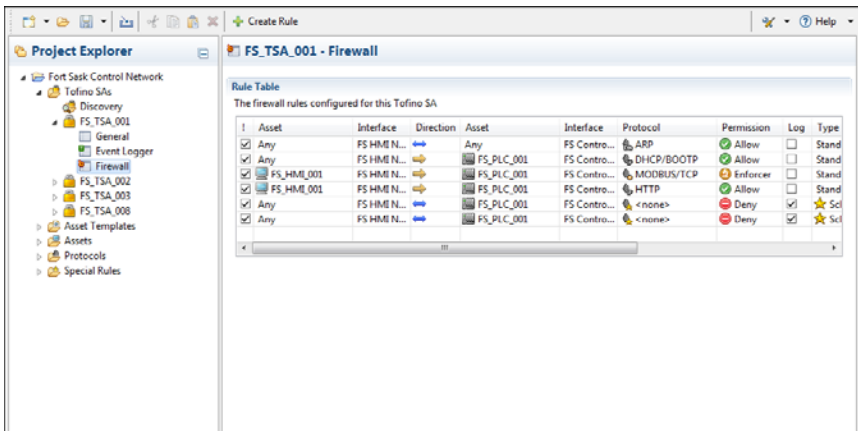 Create Rule
Help
Project Explorer
FS_TSA_001 - Firewall
Fort Sask Control Network
Tofino SAs
Discovery
FS_TSA_001
General
Event Logger
Firewall
FS_TSA_002
FS_TSA_003
FS_TSA_008
Asset Templates
Assets
Protocols
Special Rules
Rule Table
The firewall rules configured for this Tofino SA
! Asset Interface Direction Asset Interface Protocol Permission Log Type
Any FS HMI N... Any FS Contro... ARP Allow Stand
Any FS HMI N... FS_PLC_001 FS Contro... DHCP/BOOTP Allow Stand
FS_HMI_001 FS HMI N... FS_PLC_001 FS Contro... MODBUS/TCP Enforcer Stand
FS_HMI_001 FS HMI N... FS_PLC_001 FS Contro... HTTP Allow Stand
Any FS HMI N... FS_PLC_001 FS Contro... <none> Deny Scl
Any FS HMI N... FS_PLC_001 FS Contro... <none> Deny Scl